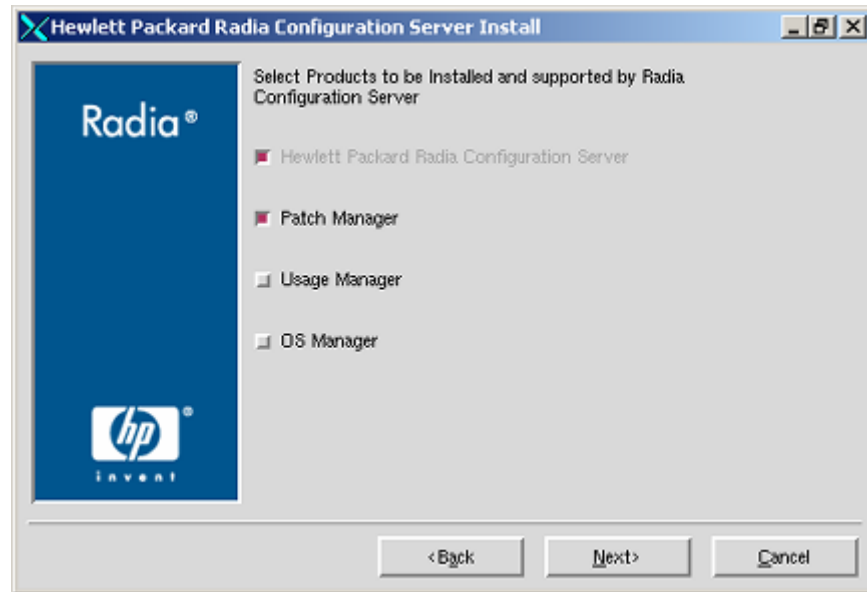 Hewlett Packard Radia Configuration Server Install
Radia®
Select Products to be Installed and supported by Radia
Configuration Server
Hewlett Packard Radia Configuration Server
Patch Manager
Usage Manager
OS Manager
hp®
invent
<Back
Next>
Cancel